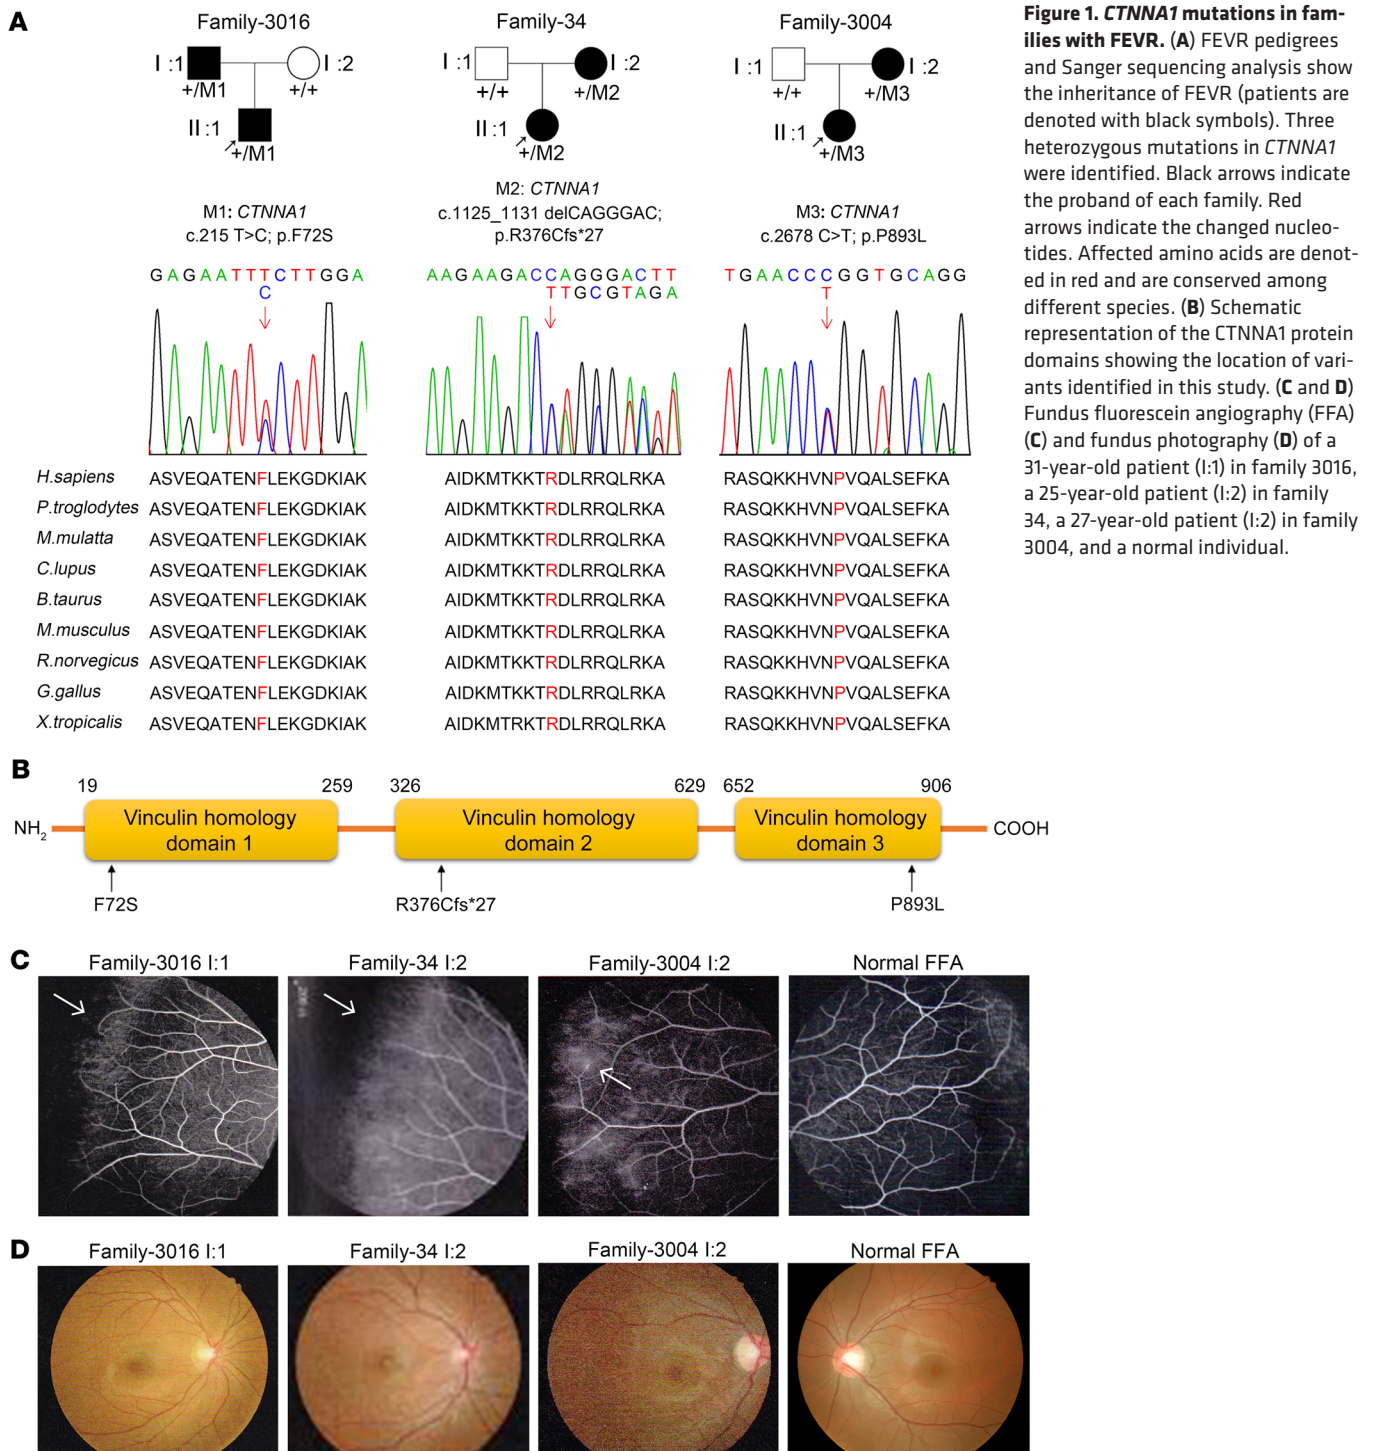 A
Family-3016
Family-34
Family-3004
I :1
I :2
I :1
I :2
I :1
I :2
+/M1
+/+
+/+
+/M2
+/+
+/M3
II :1
II :1
II :1
+/M1
+/M2
+/M3
M1: CTNNA1
c.215 T>C; p.F72S
M2: CTNNA1
c.1125_1131 delCAGGGAC;
p.R376Cfs*27
M3: CTNNA1
c.2678 C>T; p.P893L
GAGAATTTCTTGGA
C
AAGAAGACCAGGGACTT
TTGCGTAGA
TGAACCCGGTGCAGG
T
H.sapiens ASVEQATENFLEKGDKIAK AIDKMTKKTRDLRRQLRKA RASQKKHVNPVQALSEFKA
P.troglodytes ASVEQATENFLEKGDKIAK AIDKMTKKTRDLRRQLRKA RASQKKHVNPVQALSEFKA
M.mulatta ASVEQATENFLEKGDKIAK AIDKMTKKTRDLRRQLRKA RASQKKHVNPVQALSEFKA
C.lupus ASVEQATENFLEKGDKIAK AIDKMTKKTRDLRRQLRKA RASQKKHVNPVQALSEFKA
B.taurus ASVEQATENFLEKGDKIAK AIDKMTKKTRDLRRQLRKA RASQKKHVNPVQALSEFKA
M.musculus ASVEQATENFLEKGDKIAK AIDKMTKKTRDLRRQLRKA RASQKKHVNPVQALSEFKA
R.norvegicus ASVEQATENFLEKGDKIAK AIDKMTKKTRDLRRQLRKA RASQKKHVNPVQALSEFKA
G.gallus ASVEQATENFLEKGDKIAK AIDKMTKKTRDLRRQLRKA RASQKKHVNPVQALSEFKA
X.tropicalis ASVEQATENFLEKGDKIAK AIDKMTRKTRDLRRQLRKA RASQKKHVNPVQALSEFKA
Figure 1. CTNNA1 mutations in fam-
ilies with FEVR. (A) FEVR pedigrees
and Sanger sequencing analysis show
the inheritance of FEVR (patients are
denoted with black symbols). Three
heterozygous mutations in CTNNA1
were identified. Black arrows indicate
the proband of each family. Red
arrows indicate the changed nucleo-
tides. Affected amino acids are denot-
ed in red and are conserved among
different species. (B) Schematic
representation of the CTNNA1 protein
domains showing the location of vari-
ants identified in this study. (C and D)
Fundus fluorescein angiography (FFA)
(C) and fundus photography (D) of a
31-year-old patient (I:1) in family 3016,
a 25-year-old patient (I:2) in family
34, a 27-year-old patient (I:2) in family
3004, and a normal individual.
B
19 259 326 629 652 906
NH2
Vinculin homology
domain 1
Vinculin homology
domain 2
Vinculin homology
domain 3
COOH
F72S
R376Cfs*27
P893L
C
Family-3016 I:1
Family-34 I:2
Family-3004 I:2
Normal FFA
D
Family-3016 I:1
Family-34 I:2
Family-3004 I:2
Normal FFA